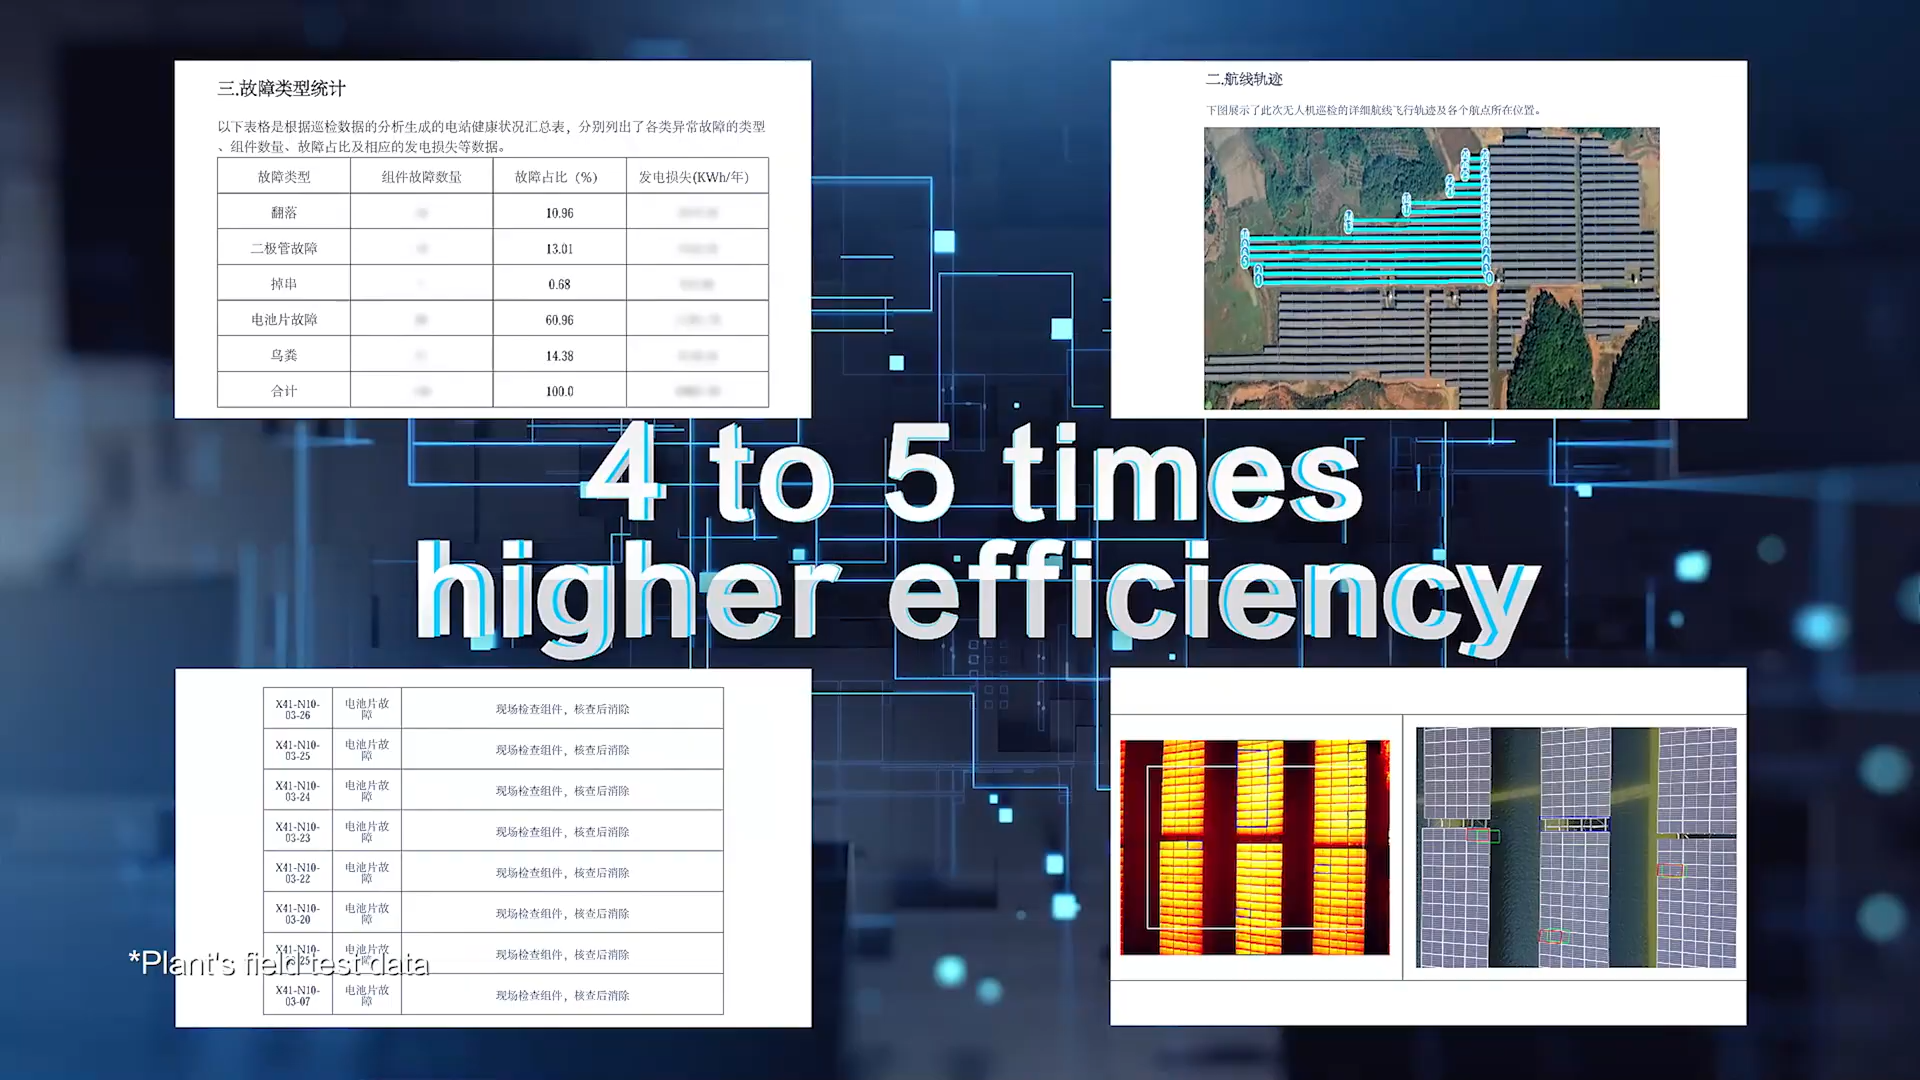 三.故障类型统计
以下表格是根据巡检数据的分析生成的电站健康状况汇总表，分别列出了各类异常故障的类型
、组件数量、故障占比及相应的发电损失等数据。
故障类型 组件故障数量 故障占比（%） 发电损失(KWh/年)
翻落 10.96
二极管故障 13.01
掉串 0.68
电池片故障 60.96
鸟粪 14.38
合计 100.0
二.航线轨迹
下图展示了此次无人机巡检的详细航线飞行轨迹及各个航点所在位置。
4 to 5 times
higher efficiency
X41-N10-
03-26
电池片故
障
现场检查组件，核查后消除
X41-N10-
03-25
电池片故
障
现场检查组件，核查后消除
X41-N10-
03-24
电池片故
障
现场检查组件，核查后消除
X41-N10-
03-23
电池片故
障
现场检查组件，核查后消除
X41-N10-
03-22
电池片故
障
现场检查组件，核查后消除
X41-N10-
03-20
电池片故
障
现场检查组件，核查后消除
X41-N10-
电池片故
障
现场检查组件，核查后消除
X41-N10-
03-07
电池片故
障
现场检查组件，核查后消除
*Plant's field test data